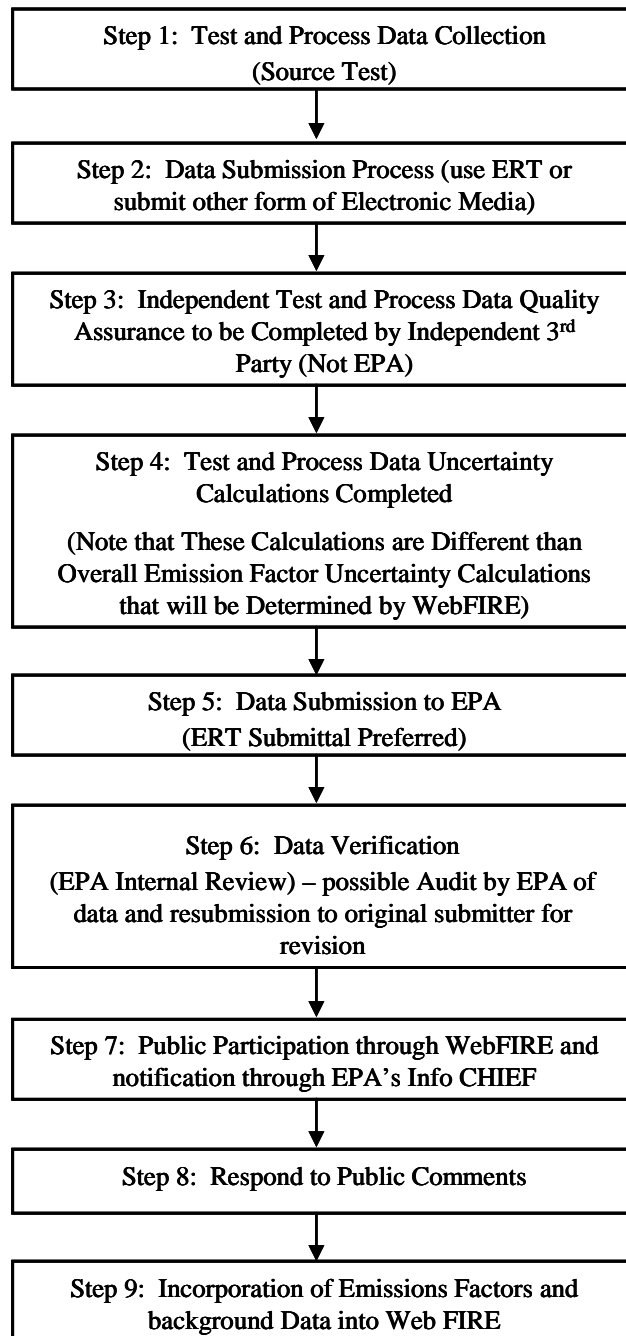 Step 1:  Test and Process Data Collection
(Source Test)
Step 2:  Data Submission Process (use ERT or
submit other form of Electronic Media)
Step 3:  Independent Test and Process Data Quality
Assurance to be Completed by Independent 3rd
Party (Not EPA)
Step 4:  Test and Process Data Uncertainty
Calculations Completed
(Note that These Calculations are Different than
Overall Emission Factor Uncertainty Calculations
that will be Determined by WebFIRE)
Step 5:  Data Submission to EPA
(ERT Submittal Preferred)
Step 6:  Data Verification
(EPA Internal Review) – possible Audit by EPA of
data and resubmission to original submitter for
revision
Step 7:  Public Participation through WebFIRE and
notification through EPA’s Info CHIEF
Step 8:  Respond to Public Comments
Step 9:  Incorporation of Emissions Factors and
background Data into Web FIRE